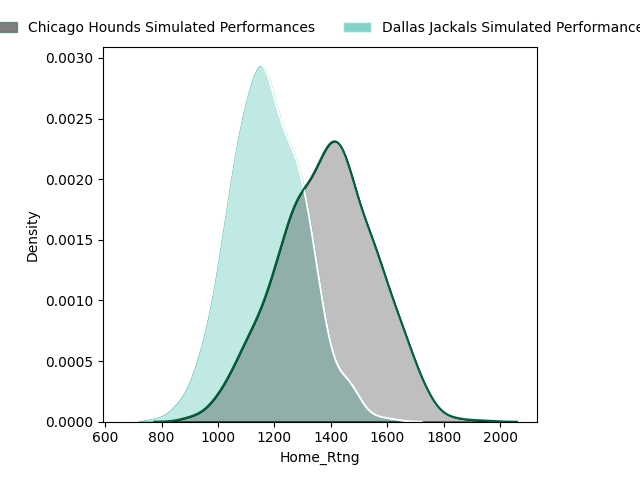 Chicago Hounds Simulated Performances Dallas Jackals Simulated Performance
0.0030
0.0025
0.0020
0.0015
0.0010
0.0005
0.0000
Density
600 800 1000 1200 1400 1600 1800 2000
Home_Rtng